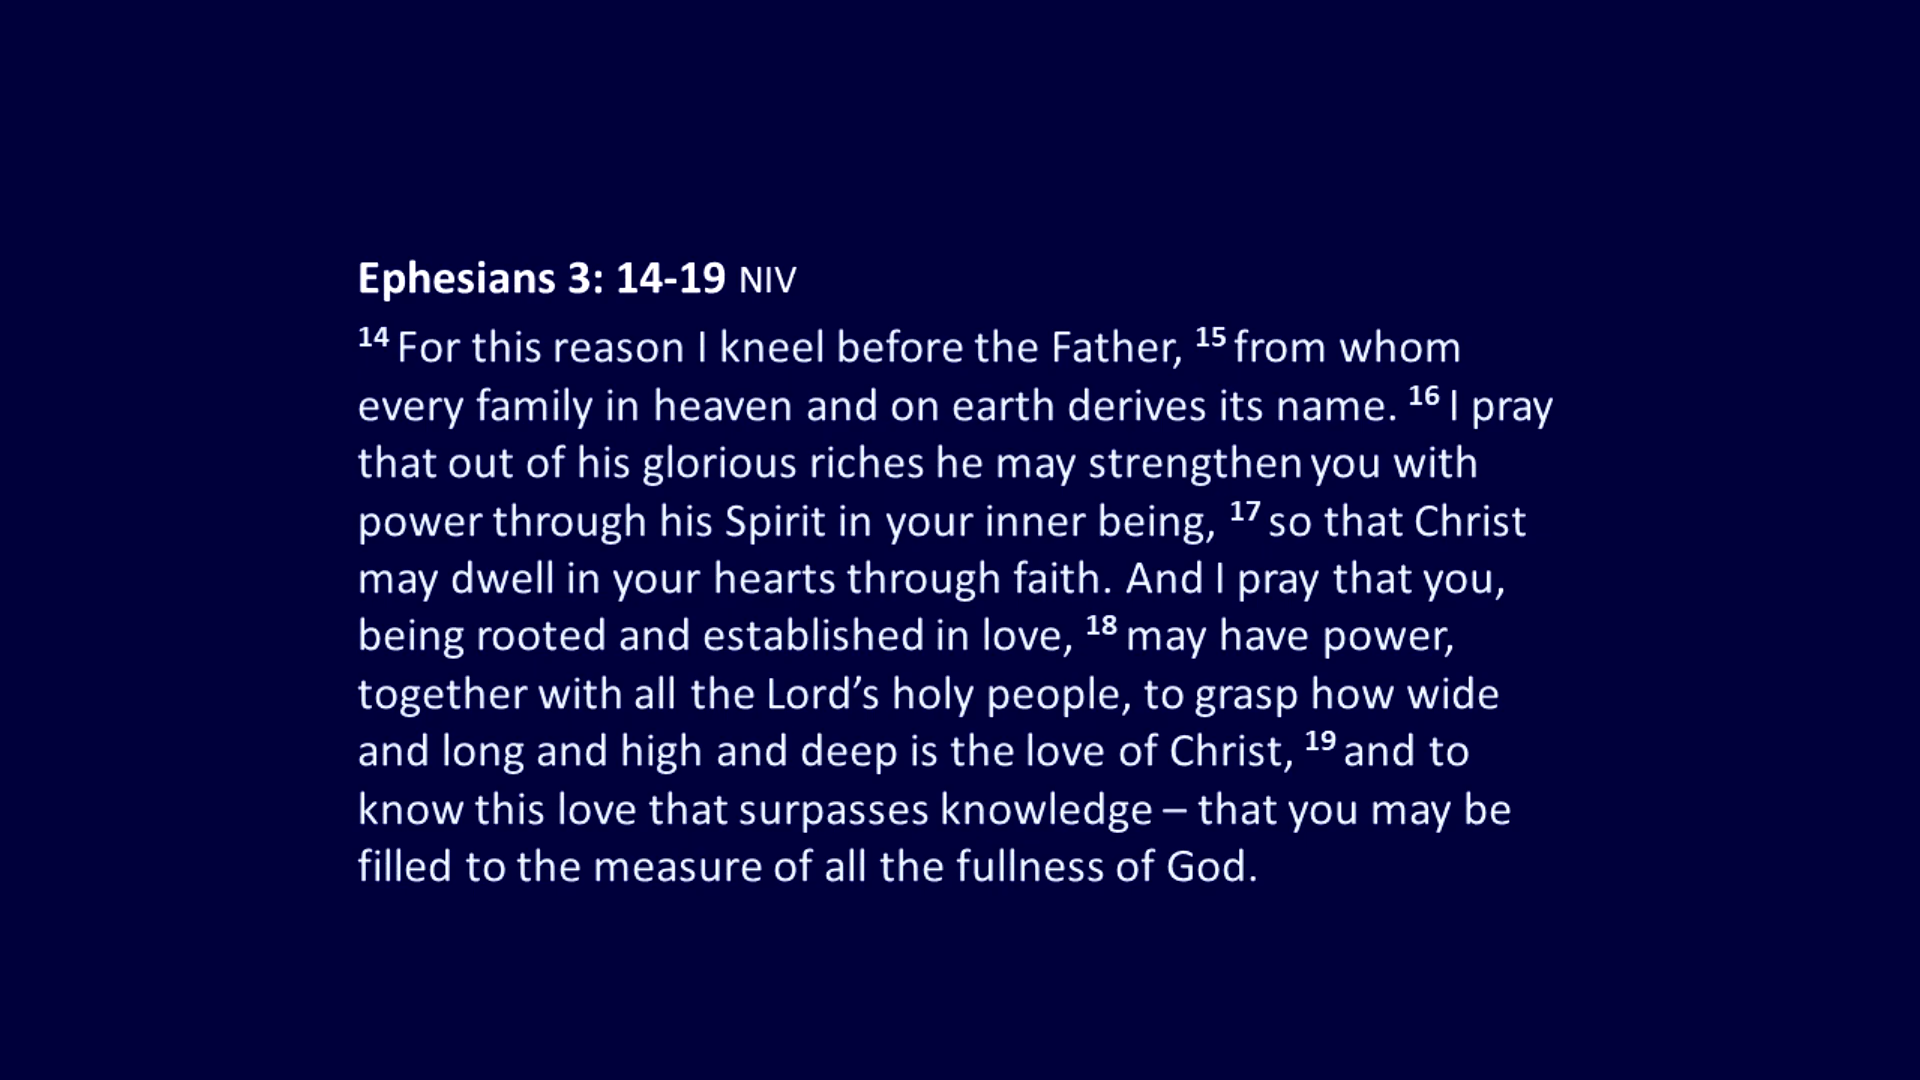 Ephesians 3: 14-19 NIV
14 For this reason I kneel before the Father, 15 from whom
every family in heaven and on earth derives its name. 16 I pray
that out of his glorious riches he may strengthen you with
power through his Spirit in your inner being, 17 so that Christ
may dwell in your hearts through faith. And I pray that you,
being rooted and established in love, 18 may have power,
together with all the Lord’s holy people, to grasp how wide
and long and high and deep is the love of Christ, 19 and to
know this love that surpasses knowledge – that you may be
filled to the measure of all the fullness of God.